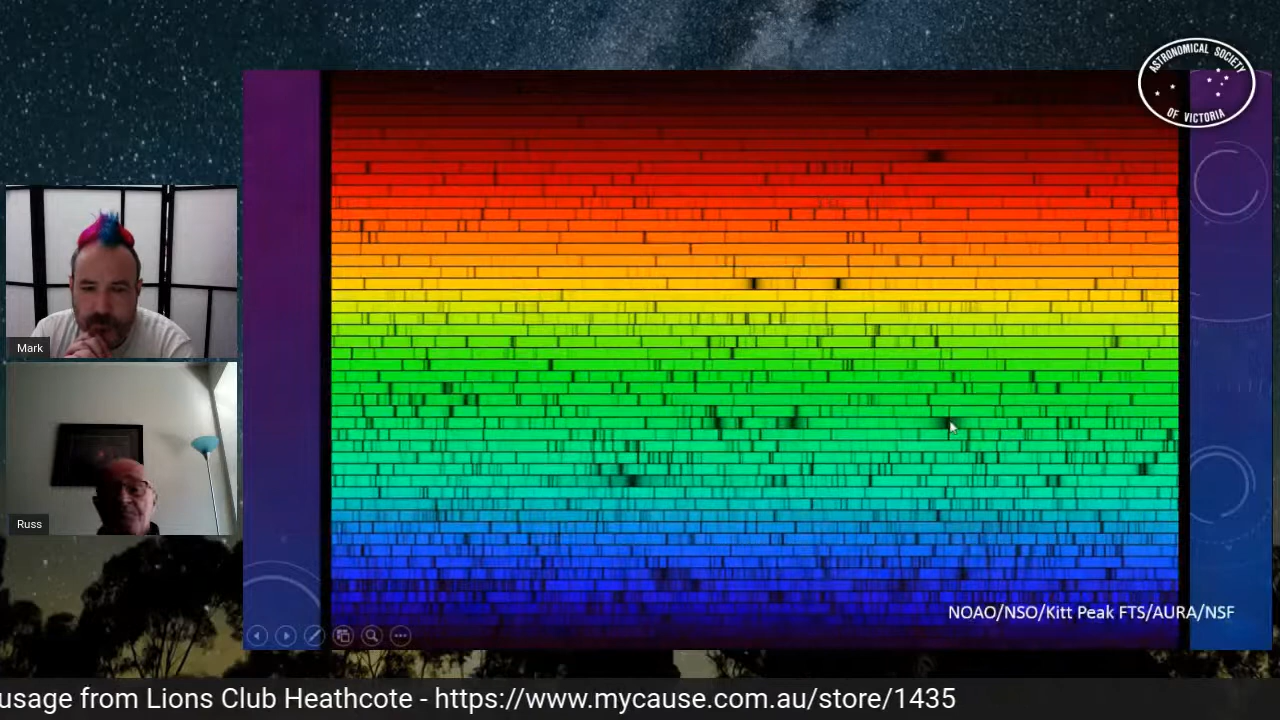 ASTRONOMICAL SOCIETY
OF VICTORIA
Mark
Russ
NOAO/NSO/Kitt Peak FTS/AURA/NSF
usage from Lions Club Heathcote - https://www.mycause.com.au/store/1435